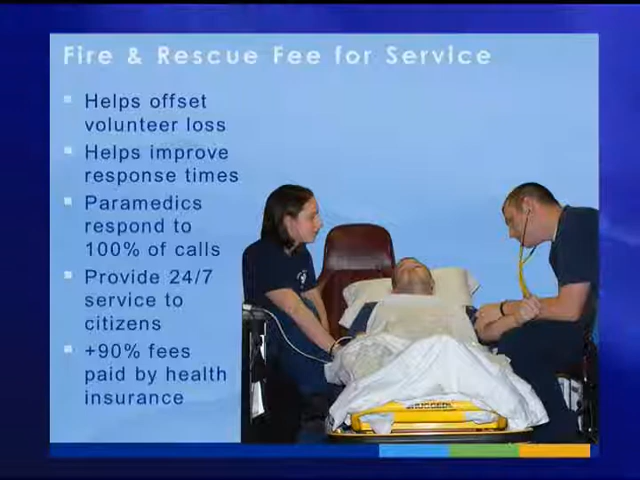 Fire & Rescue Fee for Service
Helps offset
volunteer loss
Helps improve
response times
Paramedics
respond to
100% of calls
Provide 24/7
service to
citizens
+90% fees
paid by health
insurance